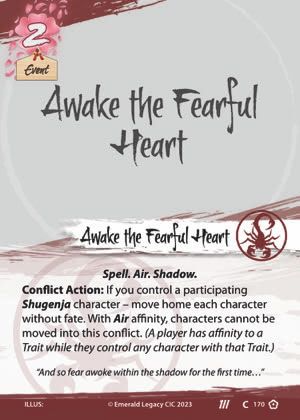 2
Event
Awake the Fearful
Heart
Awake the Fearful Heart
Spell. Air. Shadow.
Conflict Action: If you control a participating
Shugenja character – move home each character
without fate. With Air affinity, characters cannot be
moved into this conflict. (A player has affinity to a
Trait while they control any character with that Trait.)
"And so fear awoke within the shadow for the first time…"
ILLUS: © Emerald Legacy CIC 2023 C 170